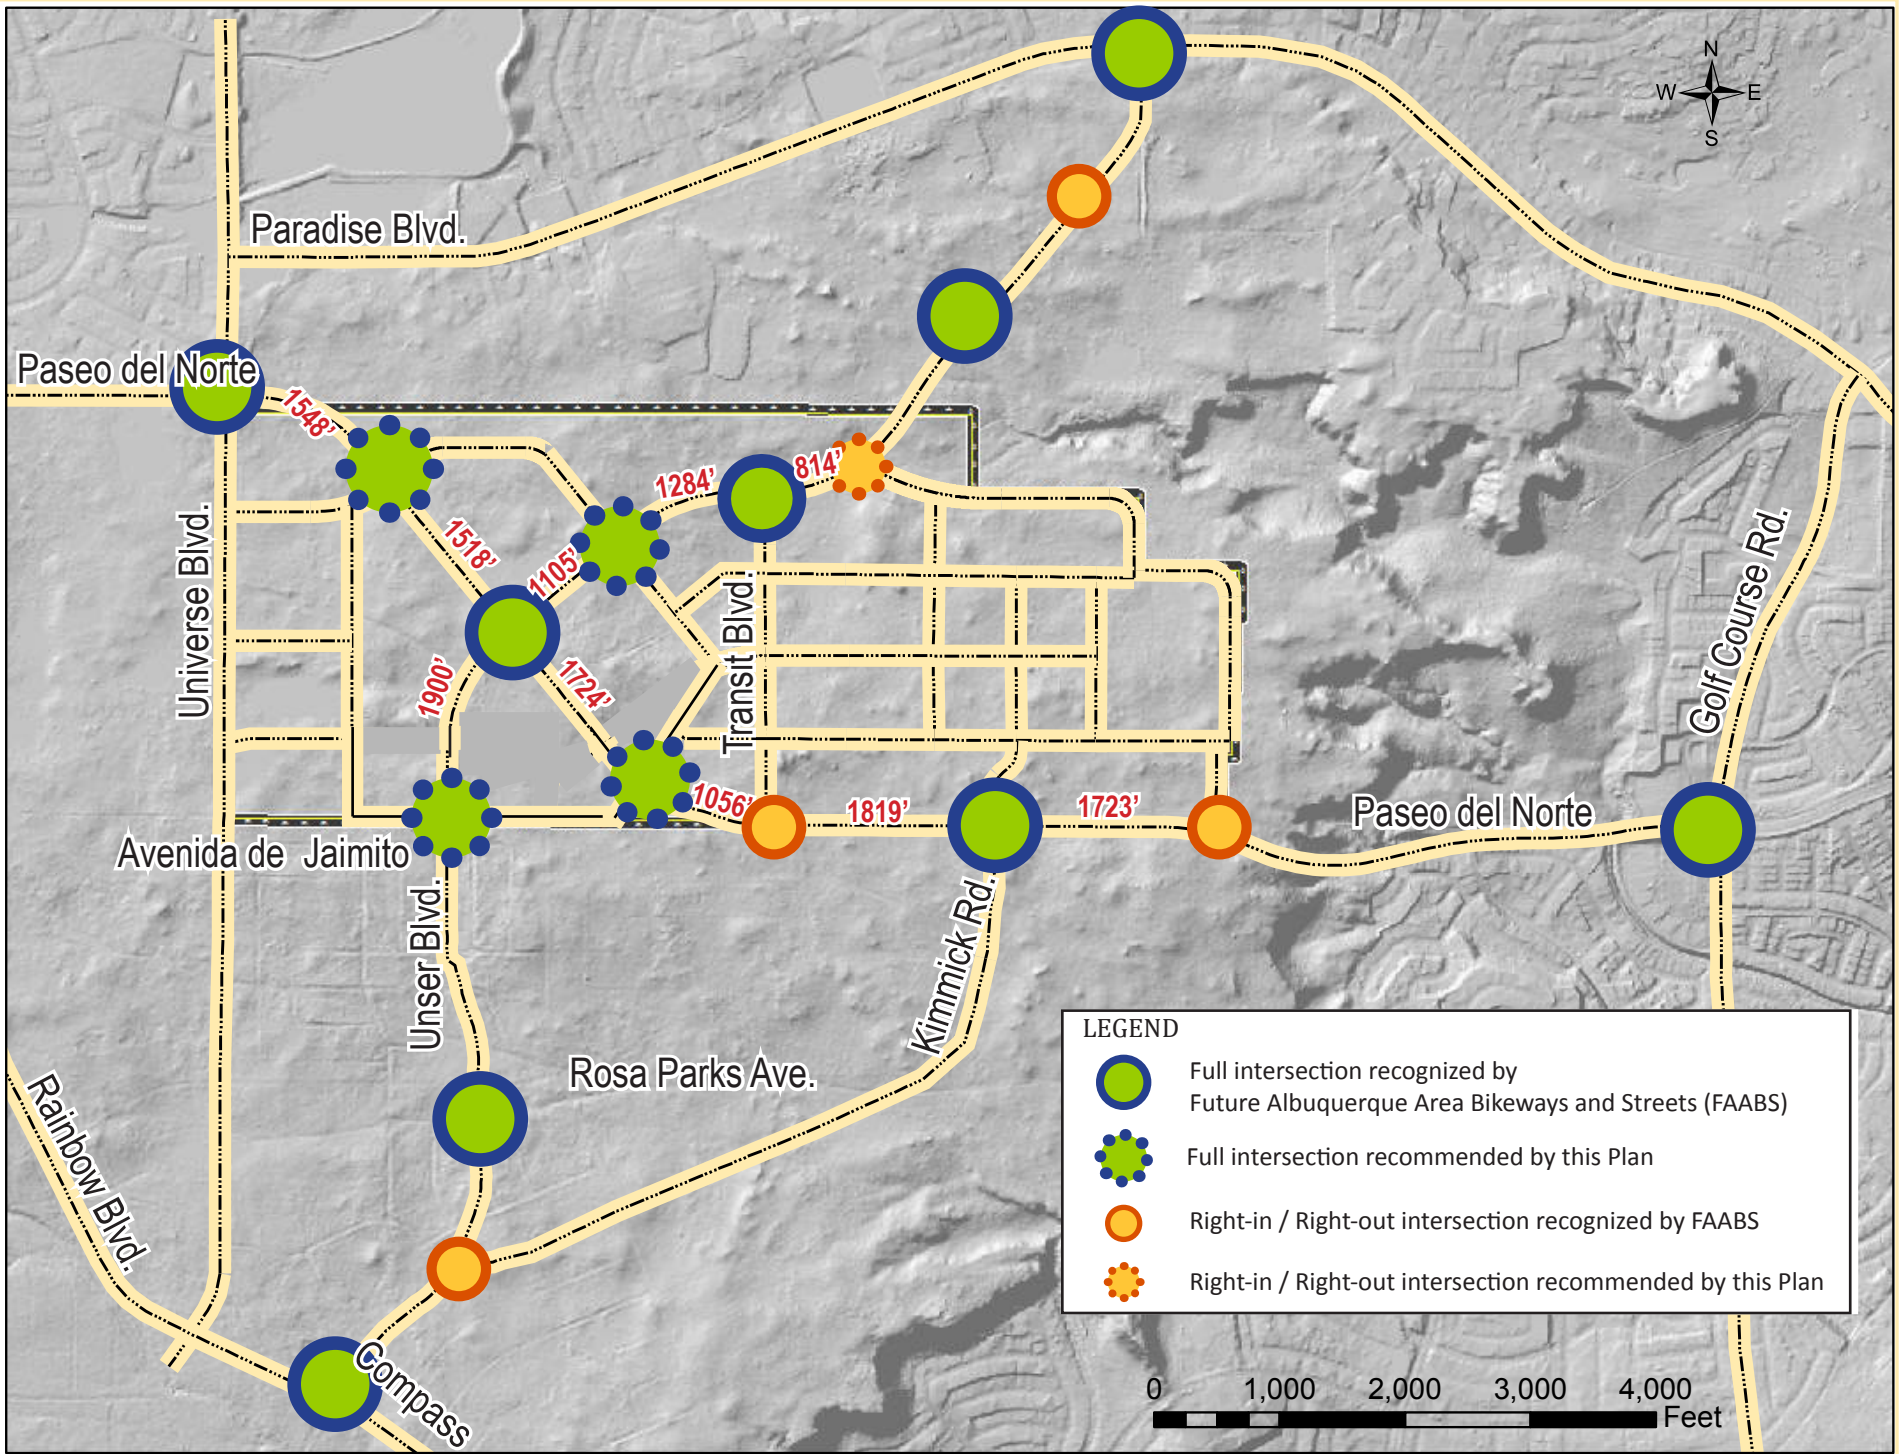 N
W E
S
Paradise Blvd.
Paseo del Norte
1548’
814’
1284’
1518’
1105’
Universe Blvd.
Transit Blvd.
Golf Course Rd.
1900’
1724’
1056’
1819’
1723’
Paseo del Norte
Avenida de Jaimito
Unser Blvd.
Kimmick Rd.
Rosa Parks Ave.
Rainbow Blvd.
Compass
LEGEND
Full intersection recognized by
Future Albuquerque Area Bikeways and Streets (FAABS)
Full intersection recommended by this Plan
Right-in / Right-out intersection recognized by FAABS
Right-in / Right-out intersection recommended by this Plan
0 1,000 2,000 3,000 4,000
Feet